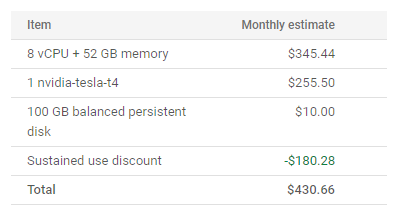 Item Monthly estimate
8 vCPU + 52 GB memory $345.44
1 nvidia-tesla-t4 $255.50
100 GB balanced persistent $10.00
disk
Sustained use discount -$180.28
Total $430.66